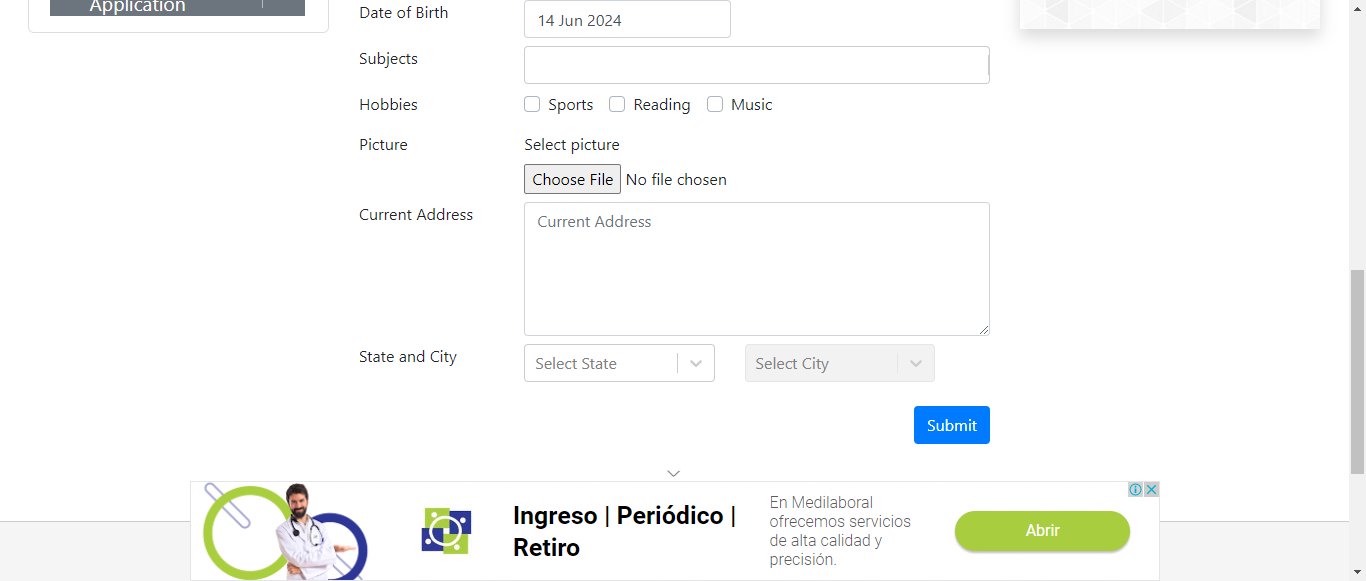 Application
Date of Birth
14 Jun 2024
Subjects
Hobbies
Sports Reading Music
Picture
Select picture
Choose File No file chosen
Current Address
Current Address
State and City
Select State
Select City
Submit
Ingreso | Periódico |
Retiro
En Medilaboral
ofrecemos servicios
de alta calidad y
precisión.
Abrir